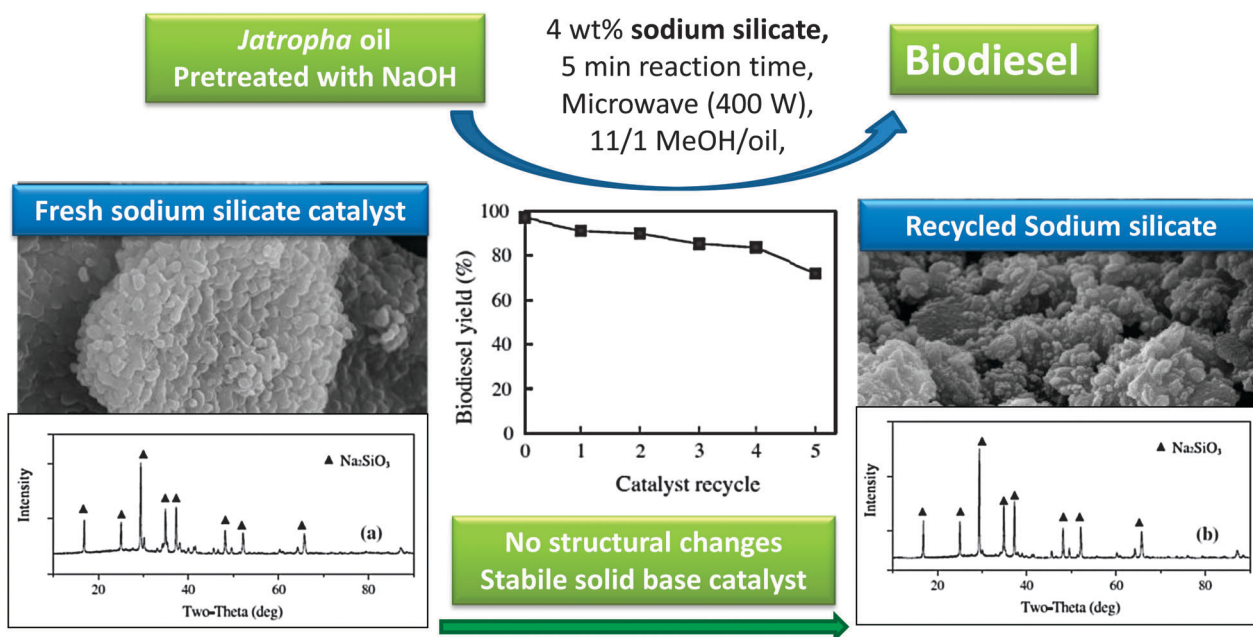 Jatropha oil
Pretreated with NaOH
4 wt% sodium silicate,
5 min reaction time,
Microwave (400 W),
11/1 MeOH/oil,
Biodiesel
Fresh sodium silicate catalyst
Recycled Sodium silicate
100
80
60
40
20
0
Biodiesel yield (%)
0 1 2 3 4 5
Catalyst recycle
Intensity
▲ Na₂SiO₃
(a)
20 40 60 80
Two-Theta (deg)
No structural changes
Stabile solid base catalyst
Intensity
▲ Na₂SiO₃
(b)
20 40 60 80
Two-Theta (deg)